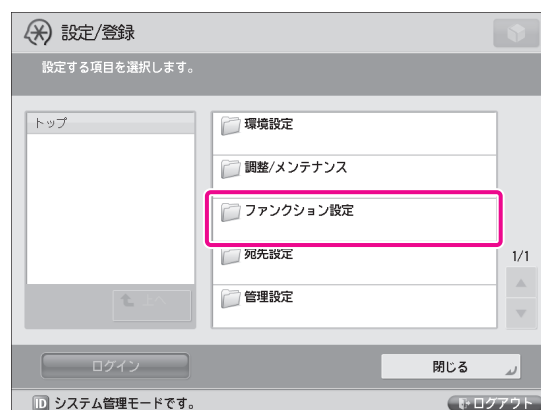 設定/登録
設定する項目を選択します。
トップ
環境設定
調整/メンテナンス
ファンクション設定
宛先設定
管理設定
1/1
上へ
ログイン
閉じる
ID システム管理モードです。
ログアウト